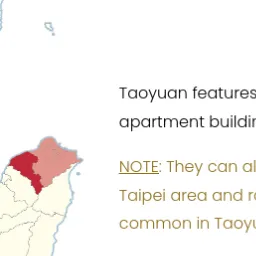 Taoyuan features
apartment buildin
NOTE: They can al
Taipei area and r
common in Taoyu